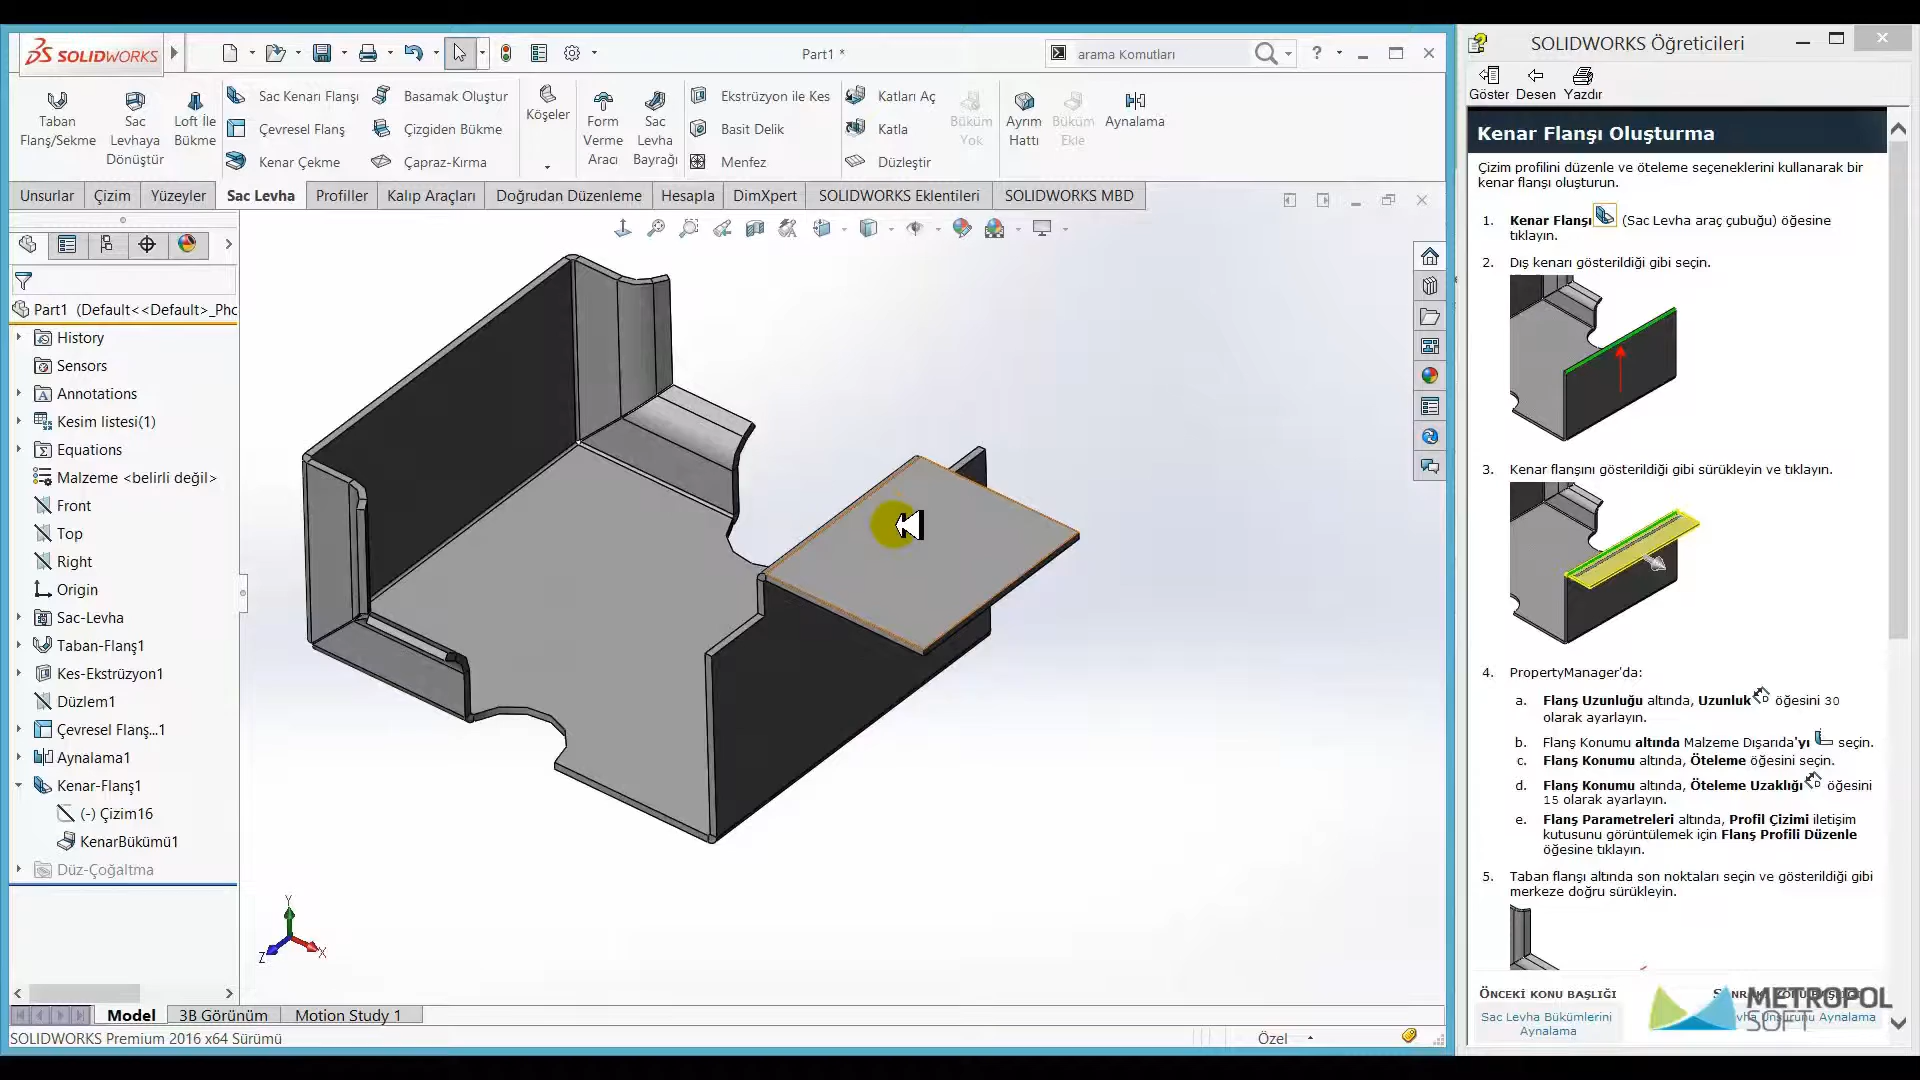 SOLIDWORKS
Part1 *
arama Komutları
?
SOLIDWORKS Öğreticileri
Göster Desen Yazdır
Taban Flanş/Sekme
Sac Levhaya Dönüştür
Loft İle Bükme
Sac Kenarı Flanşı
Çevresel Flanş
Kenar Çekme
Basamak Oluştur
Çizgiden Bükme
Çapraz-Kırma
Köşeler
Form Verme Aracı
Sac Levha Bayrağı
Ekstrüzyon ile Kes
Basit Delik
Menfez
Katları Aç
Katla
Düzleştir
Büküm Yok
Ayrım Hattı
Büküm Ekle
Aynalama
Unsurlar Çizim Yüzeyler Sac Levha Profiller Kalıp Araçları Doğrudan Düzenleme Hesapla DimXpert SOLIDWORKS Eklentileri SOLIDWORKS MBD
Part1 (Default<<Default>_Phc
History
Sensors
Annotations
Kesim listesi(1)
Equations
Malzeme <belirli değil>
Front
Top
Right
Origin
Sac-Levha
Taban-Flanş1
Kes-Ekstrüzyon1
Düzlem1
Çevresel Flanş...1
Aynalama1
Kenar-Flanş1
(-) Çizim16
KenarBükümü1
Düz-Çoğaltma
Y
Z
X
Model 3B Görünüm Motion Study 1
SOLIDWORKS Premium 2016 x64 Sürümü
Özel
Kenar Flanşı Oluşturma
Çizim profilini düzenle ve öteleme seçeneklerini kullanarak bir
kenar flanşı oluşturun.
1. Kenar Flanşı (Sac Levha araç çubuğu) öğesine
tıklayın.
2. Dış kenarı gösterildiği gibi seçin.
3. Kenar flanşını gösterildiği gibi sürükleyin ve tıklayın.
4. PropertyManager'da:
a. Flanş Uzunluğu altında, Uzunluk öğesini 30
olarak ayarlayın.
b. Flanş Konumu altında Malzeme Dışarıda'yı seçin.
c. Flanş Konumu altında, Öteleme öğesini seçin.
d. Flanş Konumu altında, Öteleme Uzaklığı öğesini
15 olarak ayarlayın.
e. Flanş Parametreleri altında, Profil Çizimi iletişim
kutusunu görüntülemek için Flanş Profili Düzenle
öğesine tıklayın.
5. Taban flanşı altında son noktaları seçin ve gösterildiği gibi
merkeze doğru sürükleyin.
ÖNCEKİ KONU BAŞLIĞI
Sac Levha Bükümlerini
Aynalama
METROPOL
SOFT
Unsurunu Aynalama